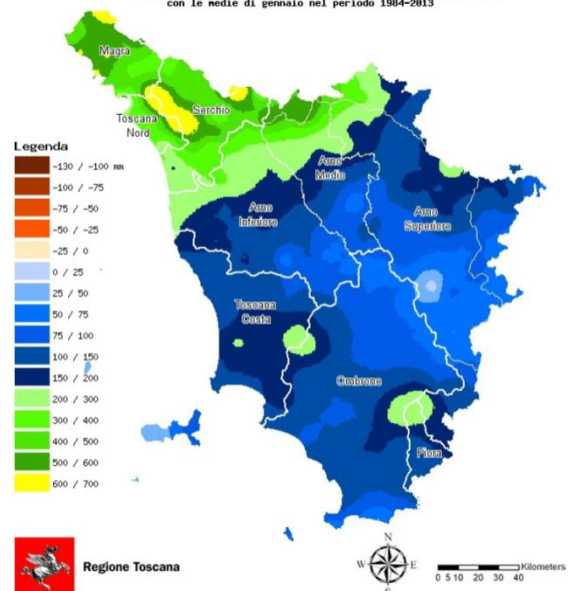 con le medie di gennaio nel periodo 1984-2013
Magra
Serchio
Toscana
Nord
Arno
Medio
Arno
Inferiore
Arno
Superiore
Toscana
Costa
Ombrone
Fiora
Legenda
-130 / -100 mm
-100 / -75
-75 / -50
-50 / -25
-25 / 0
0 / 25
25 / 50
50 / 75
75 / 100
100 / 150
150 / 200
200 / 300
300 / 400
400 / 500
500 / 600
600 / 700
Regione Toscana
N
W
E
S
Kilometers
0 5 10 20 30 40